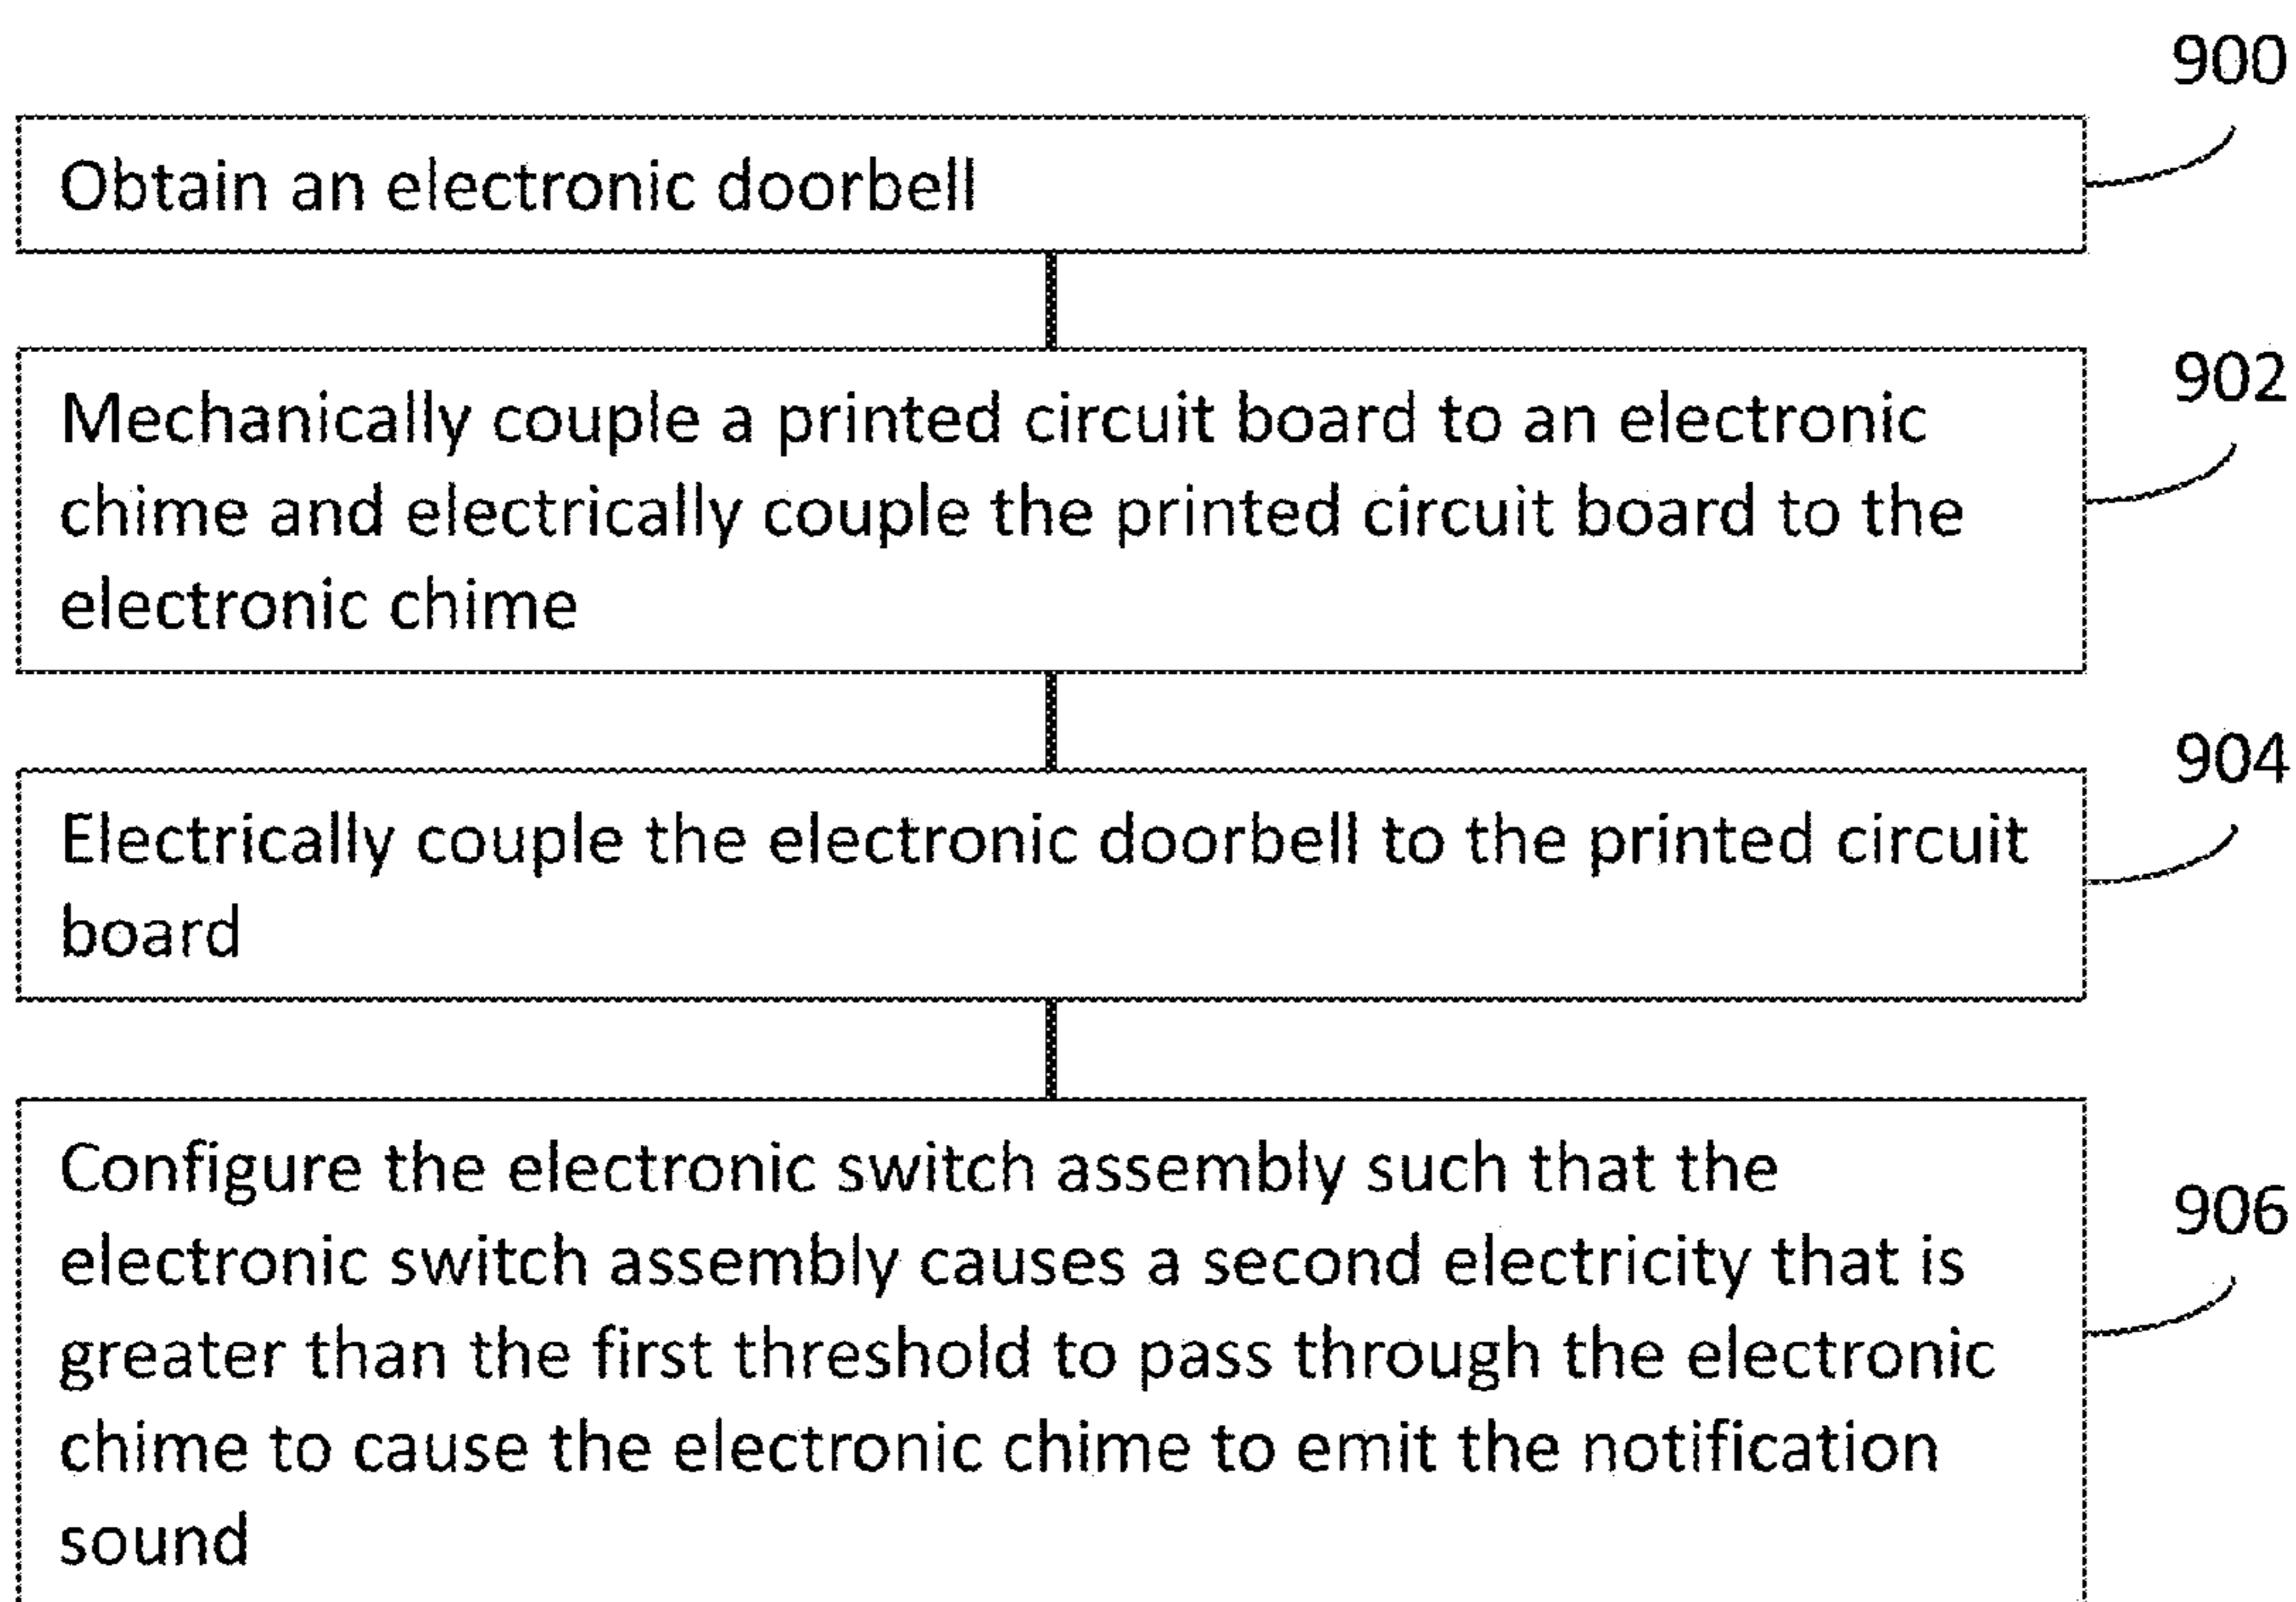 900
Obtain an electronic doorbell
902
Mechanically couple a printed circuit board to an electronic
chime and electrically couple the printed circuit board to the
electronic chime
904
Electrically couple the electronic doorbell to the printed circuit
board
906
Configure the electronic switch assembly such that the
electronic switch assembly causes a second electricity that is
greater than the first threshold to pass through the electronic
chime to cause the electronic chime to emit the notification
sound